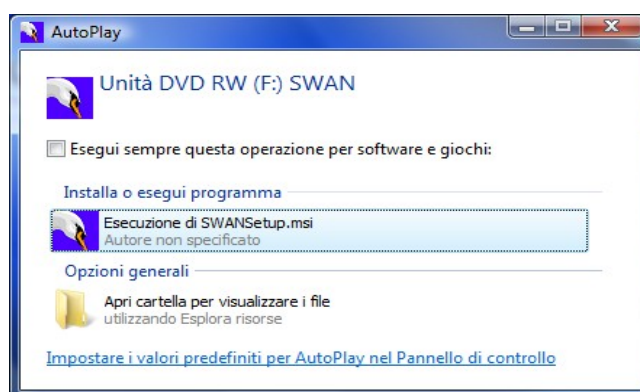 AutoPlay
Unità DVD RW (F:) SWAN
Esegui sempre questa operazione per software e giochi:
Installa o esegui programma
Esecuzione di SWANSetup.msi
Autore non specificato
Opzioni generali
Apri cartella per visualizzare i file
utilizzando Esplora risorse
Impostare i valori predefiniti per AutoPlay nel Pannello di controllo